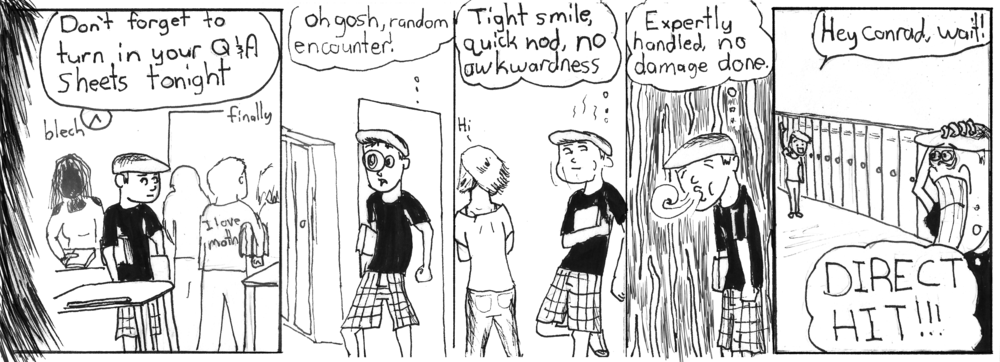 Don't forget to
turn in your Q&A
Sheets tonight
blech
finally
I love
math
oh gosh, random
encounter!
Tight smile,
quick nod, no
awkwardness
Hi
Expertly
handled, no
damage done.
Hey Conrad, wait!
DIRECT
HIT!!!